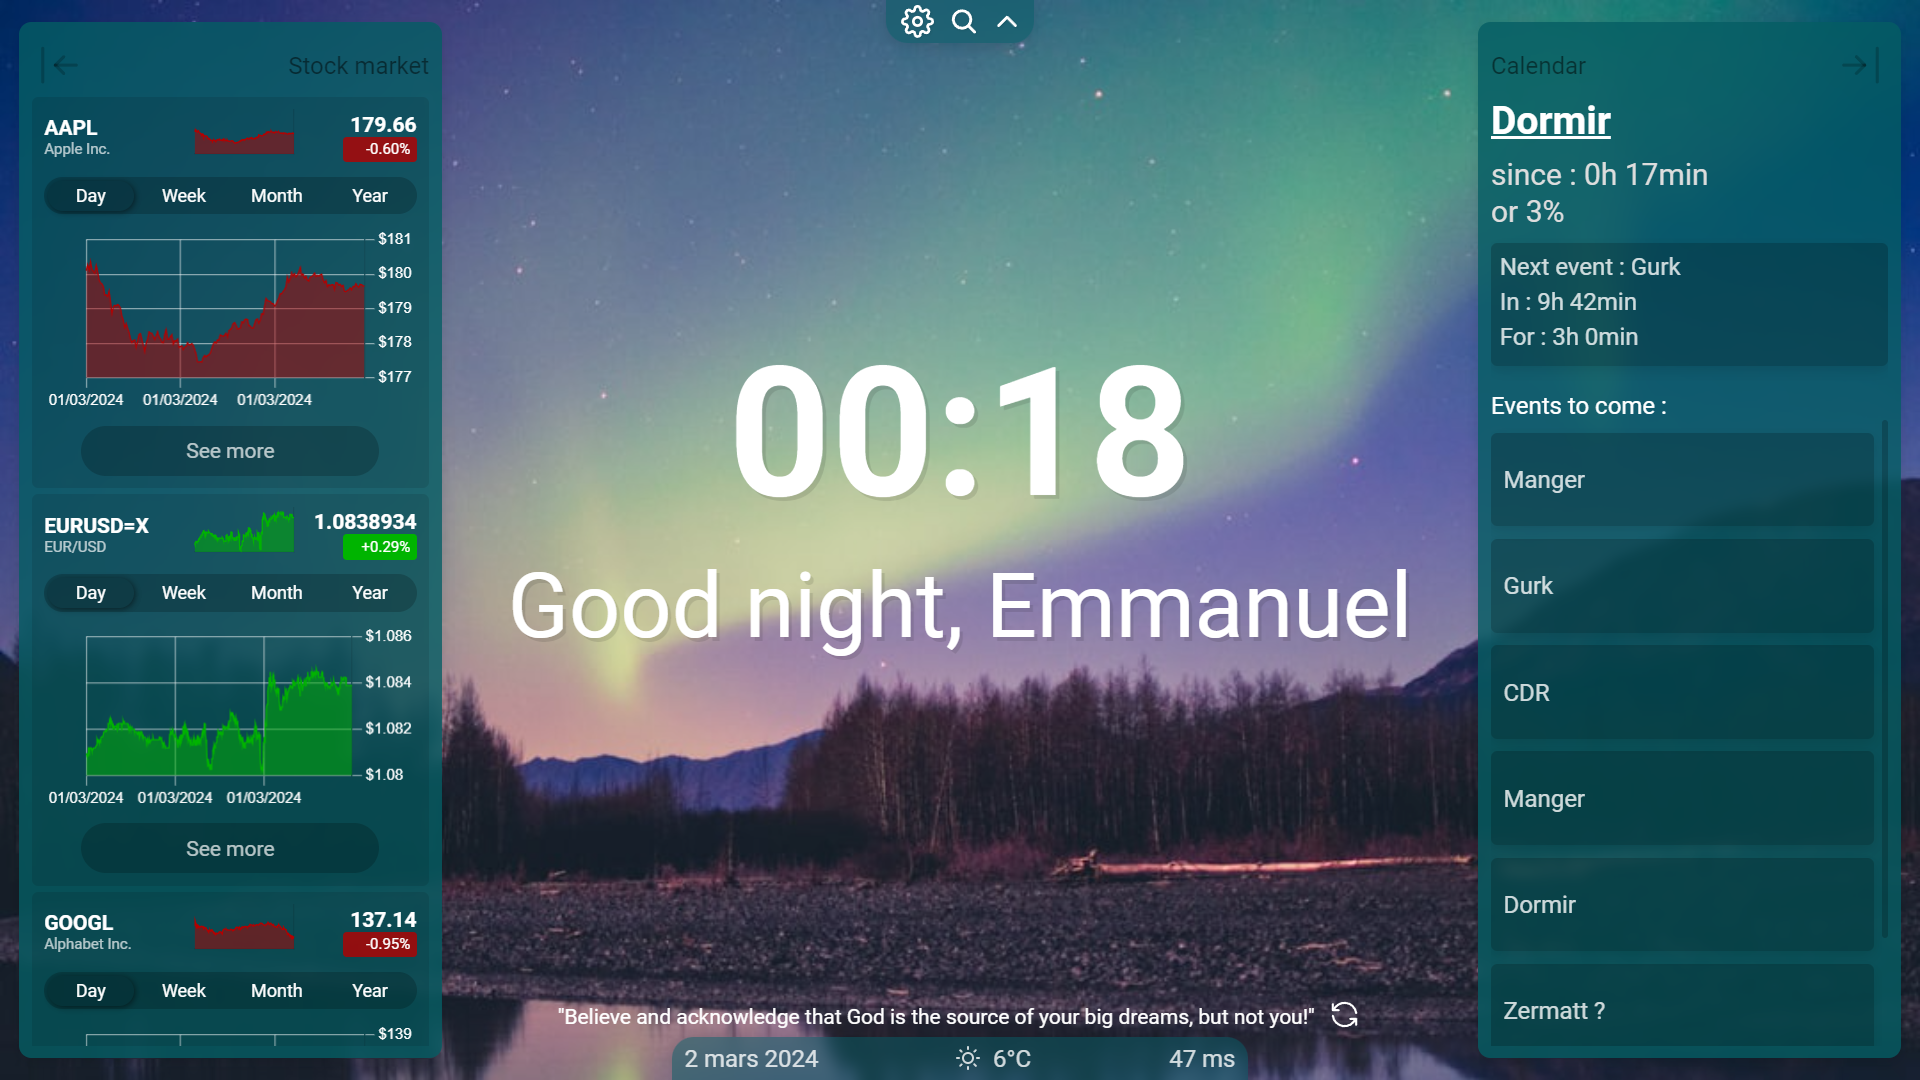 Stock market
AAPL
Apple Inc.
179.66
-0.60%
Day Week Month Year
$181
$180
$179
$178
$177
01/03/2024 01/03/2024 01/03/2024
See more
EURUSD=X
EUR/USD
1.0838934
+0.29%
Day Week Month Year
$1.086
$1.084
$1.082
$1.08
01/03/2024 01/03/2024 01/03/2024
See more
GOOGL
Alphabet Inc.
137.14
-0.95%
Day Week Month Year
$139
00:18
Good night, Emmanuel
"Believe and acknowledge that God is the source of your big dreams, but not you!"
2 mars 2024 6°C 47 ms
Calendar
Dormir
since : 0h 17min
or 3%
Next event : Gurk
In : 9h 42min
For : 3h 0min
Events to come :
Manger
Gurk
CDR
Manger
Dormir
Zermatt ?